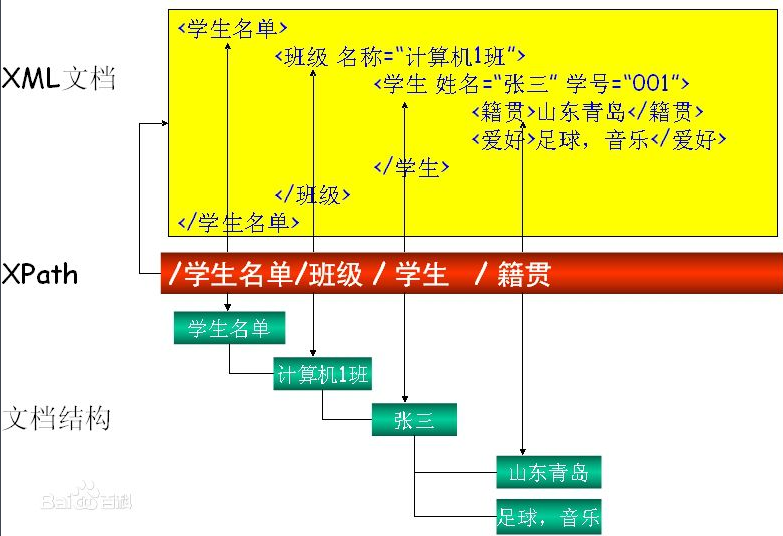 <学生名单>
<班级 名称=“计算机1班”>
XML文档
<学生 姓名=“张三” 学号=“001”>
<籍贯>山东青岛</籍贯>
<爱好>足球，音乐</爱好>
</学生>
</班级>
</学生名单>
XPath
/学生名单/班级 / 学生 / 籍贯
学生名单
计算机1班
文档结构
张三
山东青岛
Bai百科
足球，音乐